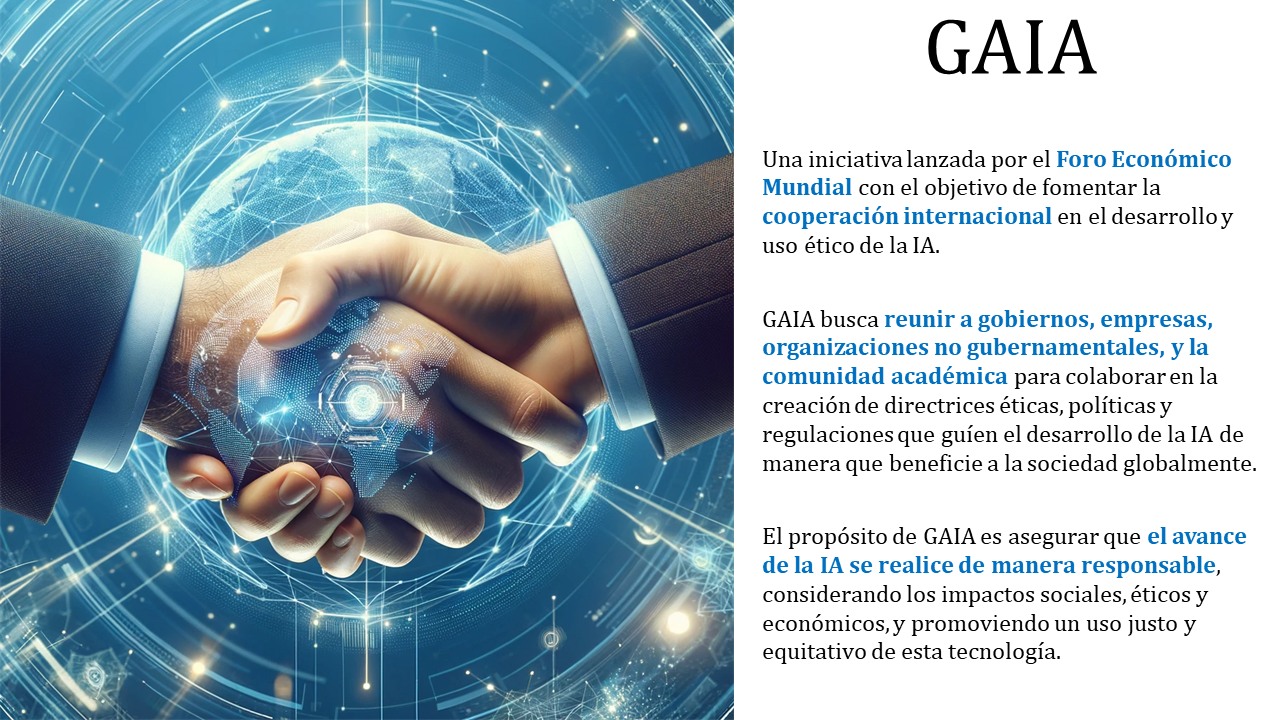 GAIA
Una iniciativa lanzada por el Foro Económico
Mundial con el objetivo de fomentar la
cooperación internacional en el desarrollo y
uso ético de la IA.
GAIA busca reunir a gobiernos, empresas,
organizaciones no gubernamentales, y la
comunidad académica para colaborar en la
creación de directrices éticas, políticas y
regulaciones que guíen el desarrollo de la IA de
manera que beneficie a la sociedad globalmente.
El propósito de GAIA es asegurar que el avance
de la IA se realice de manera responsable,
considerando los impactos sociales, éticos y
económicos, y promoviendo un uso justo y
equitativo de esta tecnología.